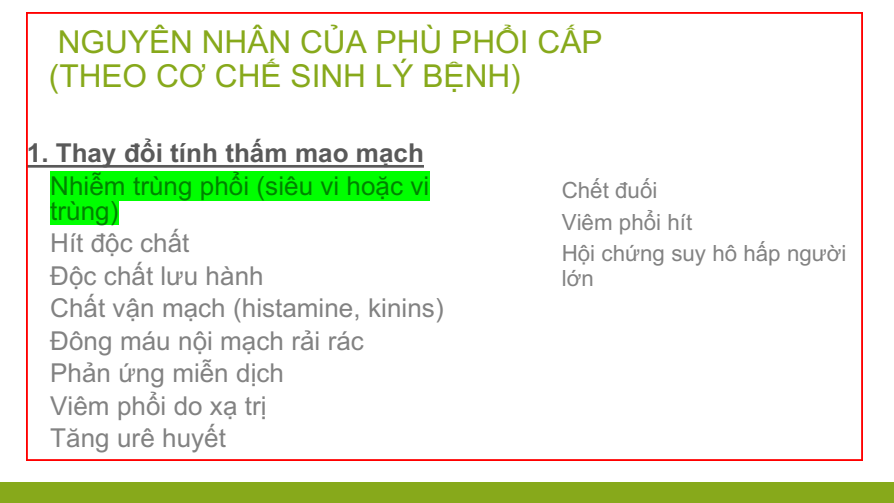 NGUYÊN NHÂN CỦA PHÙ PHỔI CẤP
(THEO CƠ CHẾ SINH LÝ BỆNH)
1. Thay đổi tính thấm mao mạch
Nhiễm trùng phổi (siêu vi hoặc vi
trùng)
Hít độc chất
Độc chất lưu hành
Chất vận mạch (histamine, kinins)
Đông máu nội mạch rải rác
Phản ứng miễn dịch
Viêm phổi do xạ trị
Tăng urê huyết
Chết đuối
Viêm phổi hít
Hội chứng suy hô hấp người
lớn